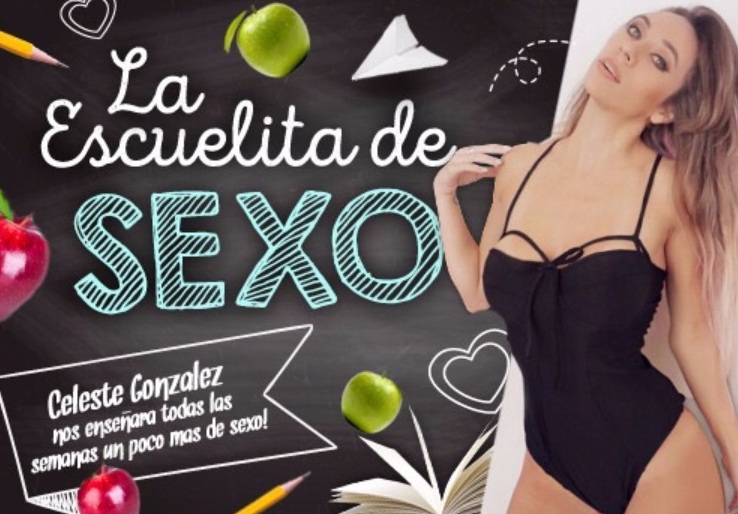 La
Escuelita de
SEXO
Celeste Gonzalez
nos enseñara todas las
semanas un poco mas de sexo!